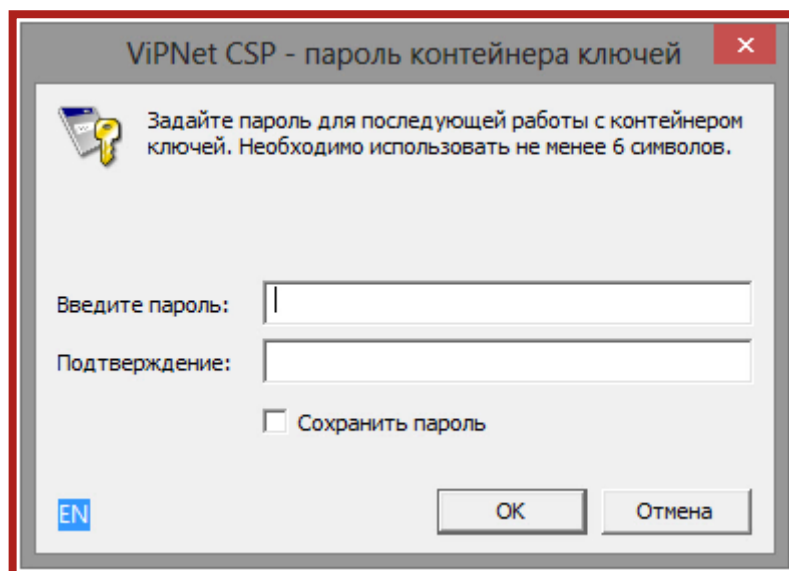 ViPNet CSP - пароль контейнера ключей
Задайте пароль для последующей работы с контейнером
ключей. Необходимо использовать не менее 6 символов.
Введите пароль:
Подтверждение:
Сохранить пароль
EN
OK
Отмена